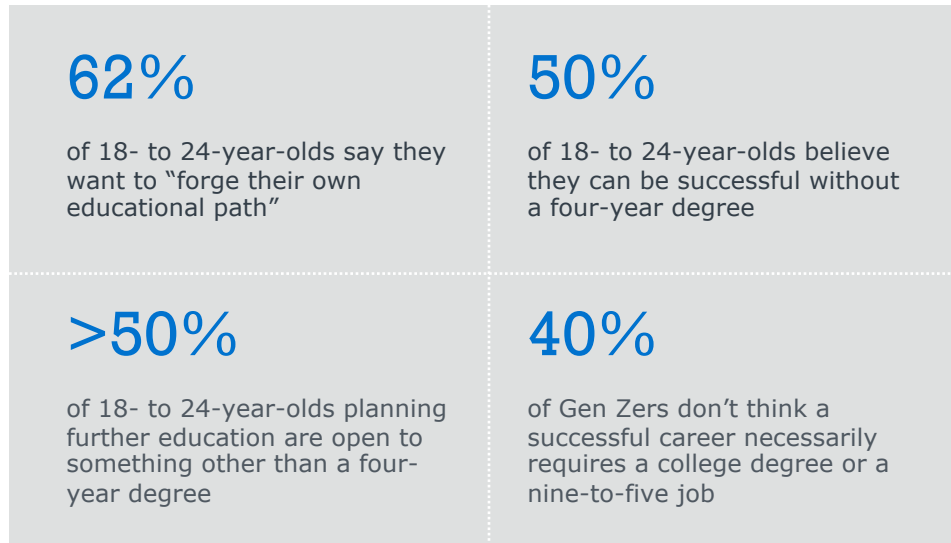 62%
of 18- to 24-year-olds say they
want to “forge their own
educational path”
50%
of 18- to 24-year-olds believe
they can be successful without
a four-year degree
>50%
of 18- to 24-year-olds planning
further education are open to
something other than a four-
year degree
40%
of Gen Zers don’t think a
successful career necessarily
requires a college degree or a
nine-to-five job